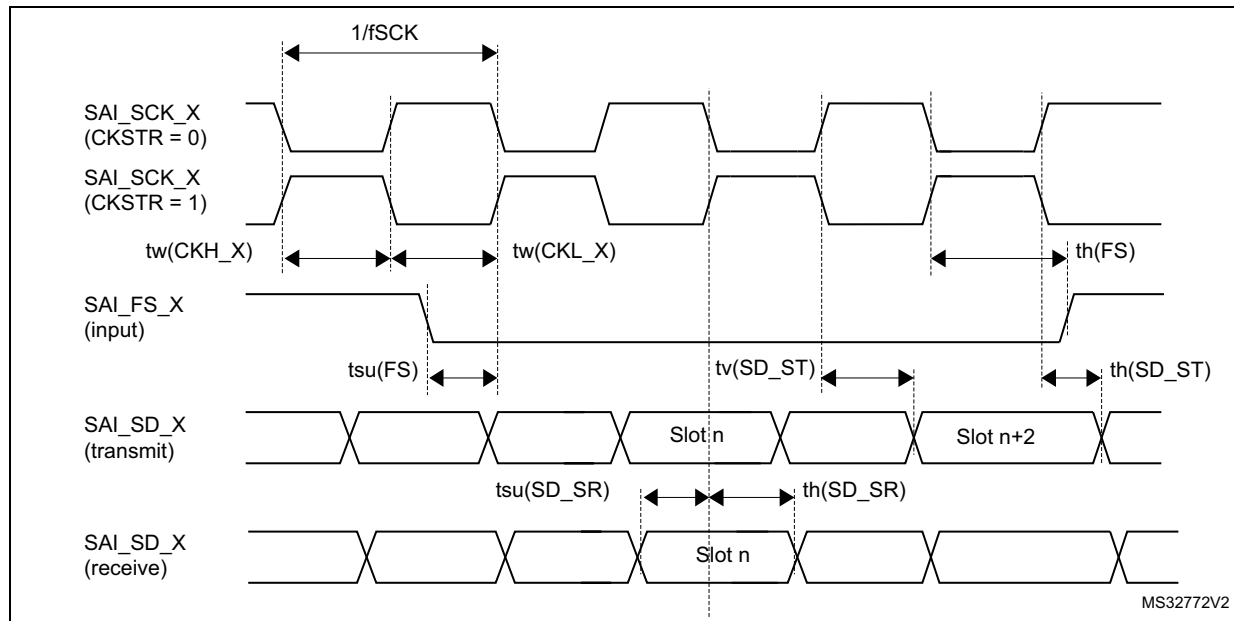 1/fSCK
SAI_SCK_X
(CKSTR = 0)
SAI_SCK_X
(CKSTR = 1)
tw(CKH_X)
tw(CKL_X)
th(FS)
SAI_FS_X
(input)
tsu(FS)
tv(SD_ST)
th(SD_ST)
SAI_SD_X
(transmit)
Slot n
Slot n+2
tsu(SD_SR)
th(SD_SR)
SAI_SD_X
(receive)
Slot n
MS32772V2